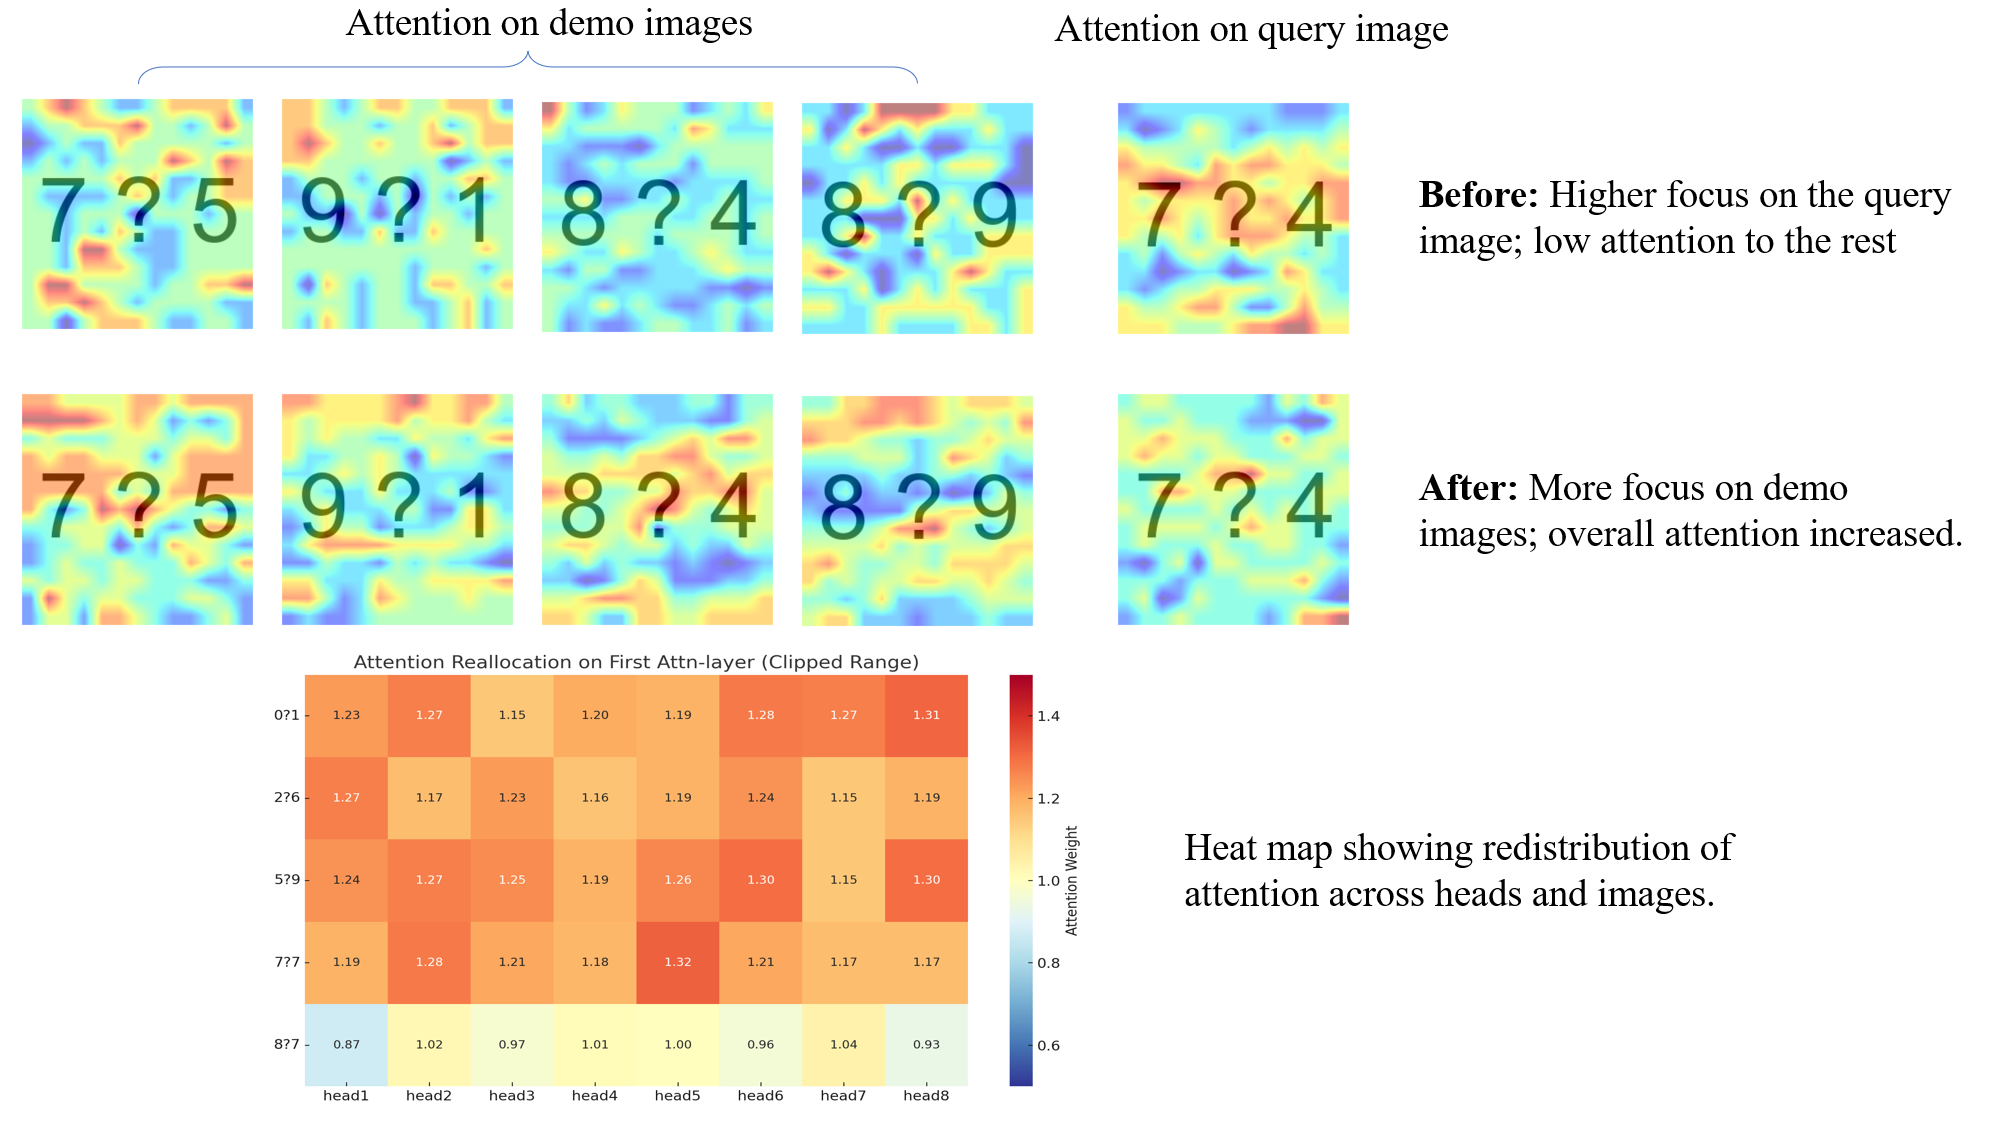 Attention on demo images
Attention on query image
7 ? 5
9 ? 1
8 ? 4
8 ? 9
7 ? 4
Before: Higher focus on the query
image; low attention to the rest
7 ? 5
9 ? 1
8 ? 4
8 ? 9
7 ? 4
After: More focus on demo
images; overall attention increased.
Attention Reallocation on First Attn-layer (Clipped Range)
0?1 1.23 1.27 1.15 1.20 1.19 1.28 1.27 1.31
2?6 1.27 1.17 1.23 1.16 1.19 1.24 1.15 1.19
5?9 1.24 1.27 1.25 1.19 1.26 1.30 1.15 1.30
7?7 1.19 1.28 1.21 1.18 1.32 1.21 1.17 1.17
8?7 0.87 1.02 0.97 1.01 1.00 0.96 1.04 0.93
head1 head2 head3 head4 head5 head6 head7 head8
1.4
1.2
1.0
0.8
0.6
Attention Weight
Heat map showing redistribution of
attention across heads and images.